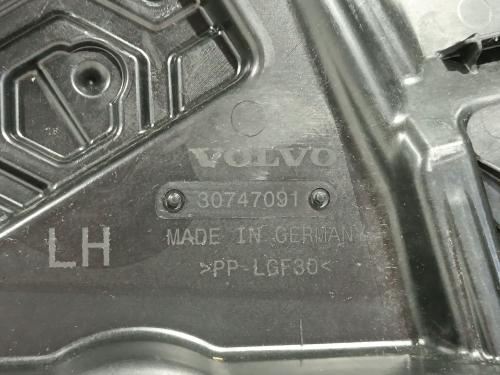 VOLVO
30747091
LH
MADE IN GERMANY
>PP-LGF30<